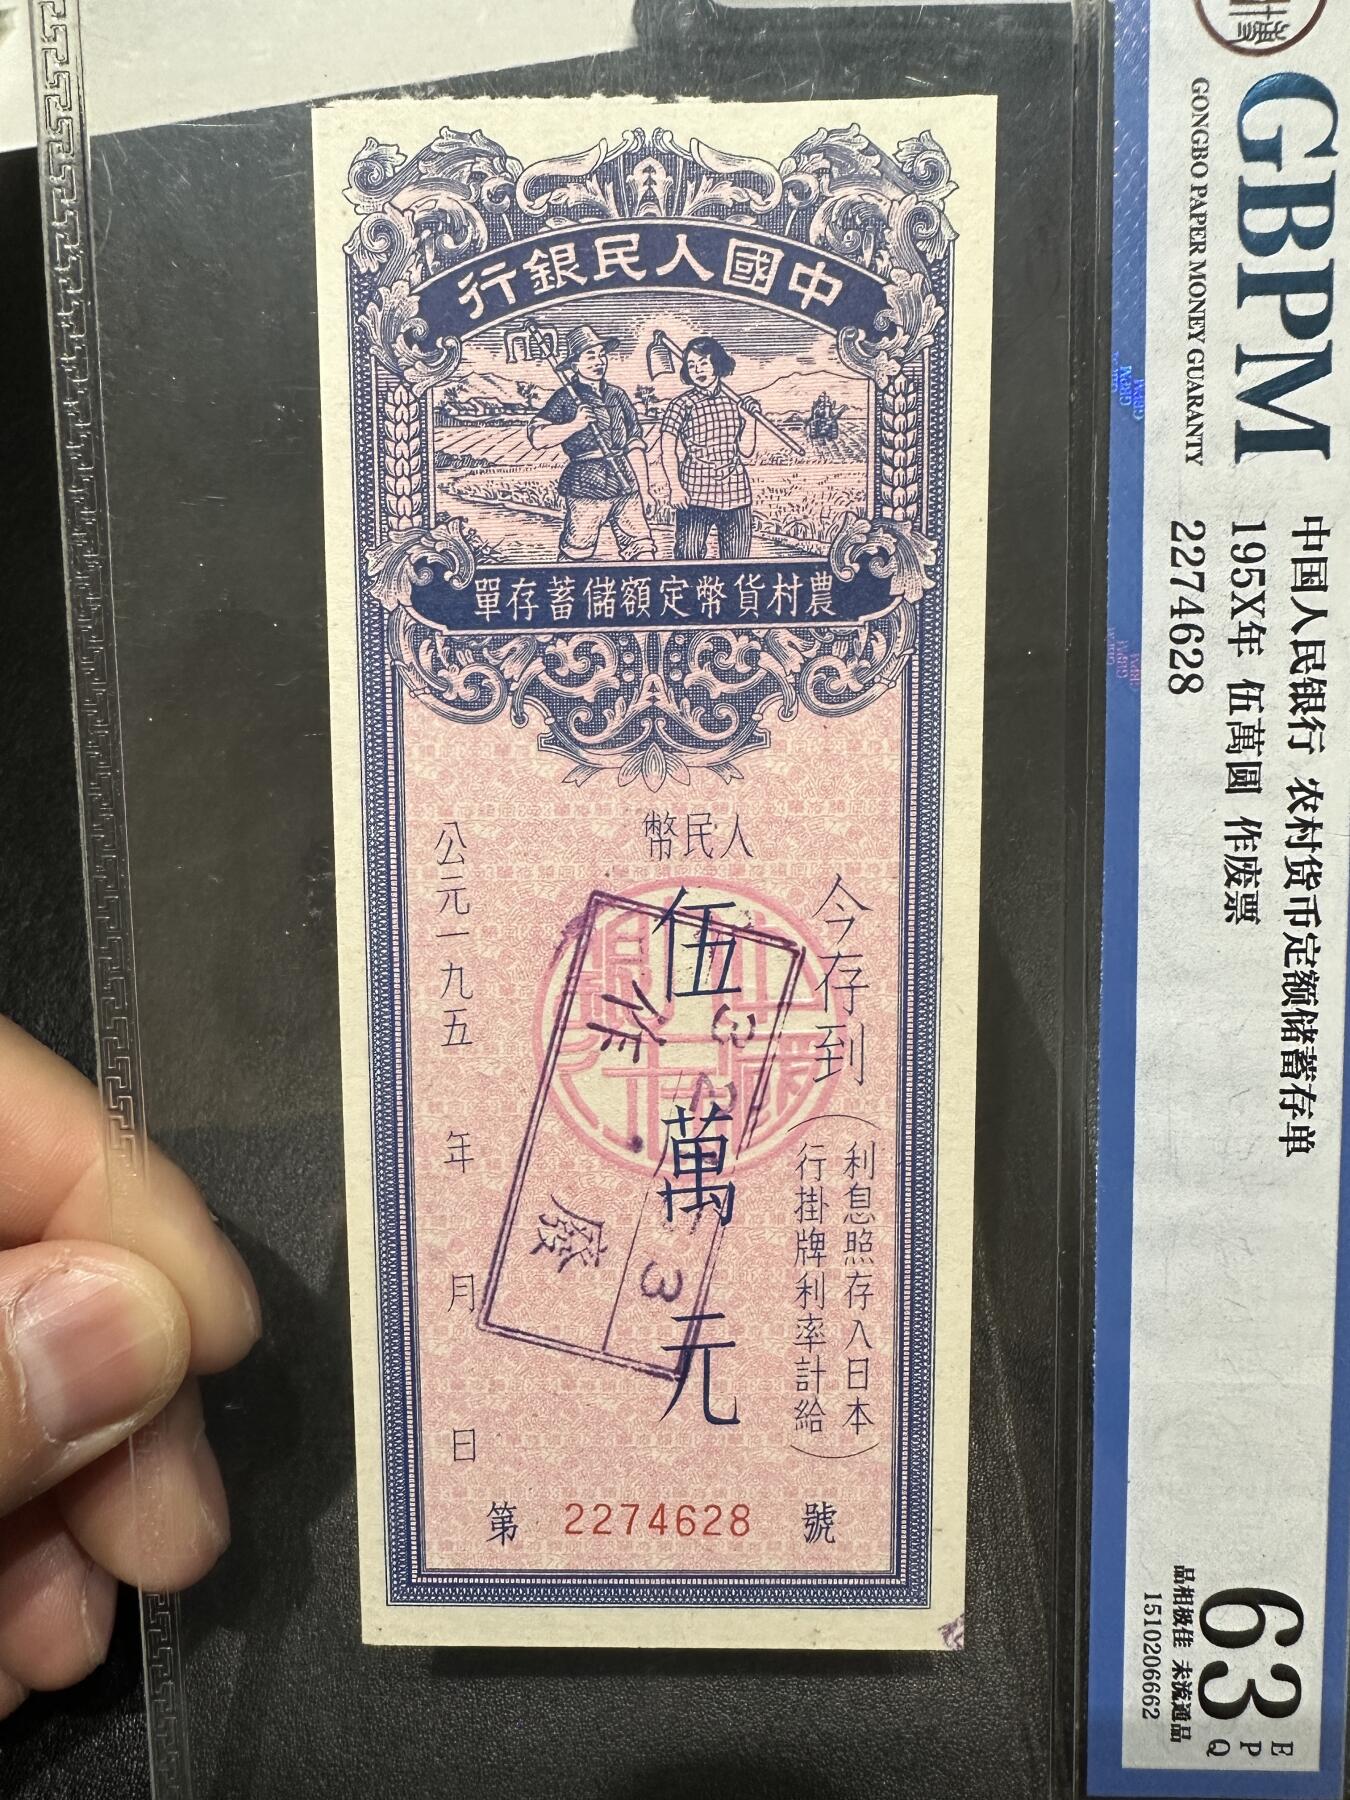 中國人民銀行
農村貨幣定額儲蓄存單
人民幣
今存到
(利息照存入日本
行掛牌利率計給)
伍萬元
公元一九五 年 月 日
第 2274628 號
作廢
3
3
GBPM
GONGBO PAPER MONEY GUARANTY
中国人民银行 农村货币定额储蓄存单
195X年 伍萬圓 作废票
2274628
63
EPQ
品相极佳 未流通品
1510206662